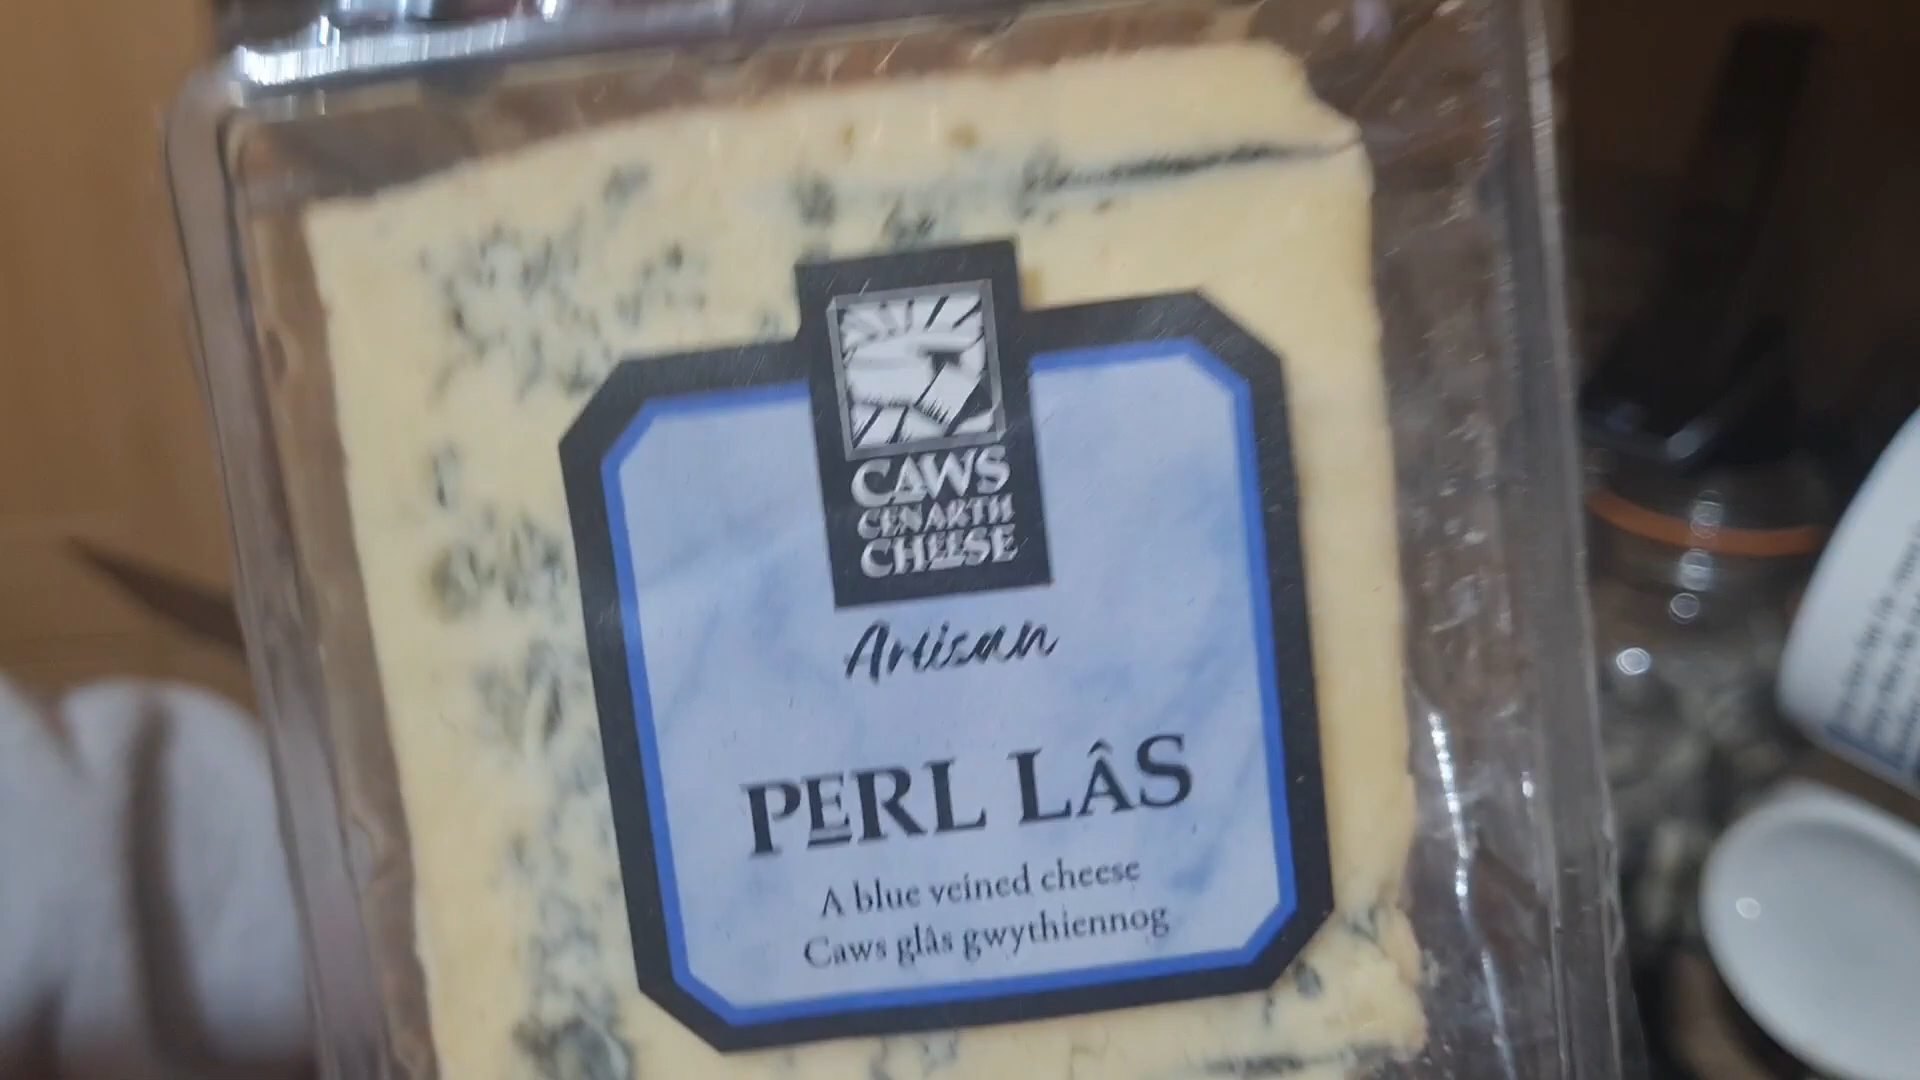 CAWS
CENARTH
CHEESE
Artisan
PERL LÂS
A blue veined cheese
Caws glâs gwythiennog